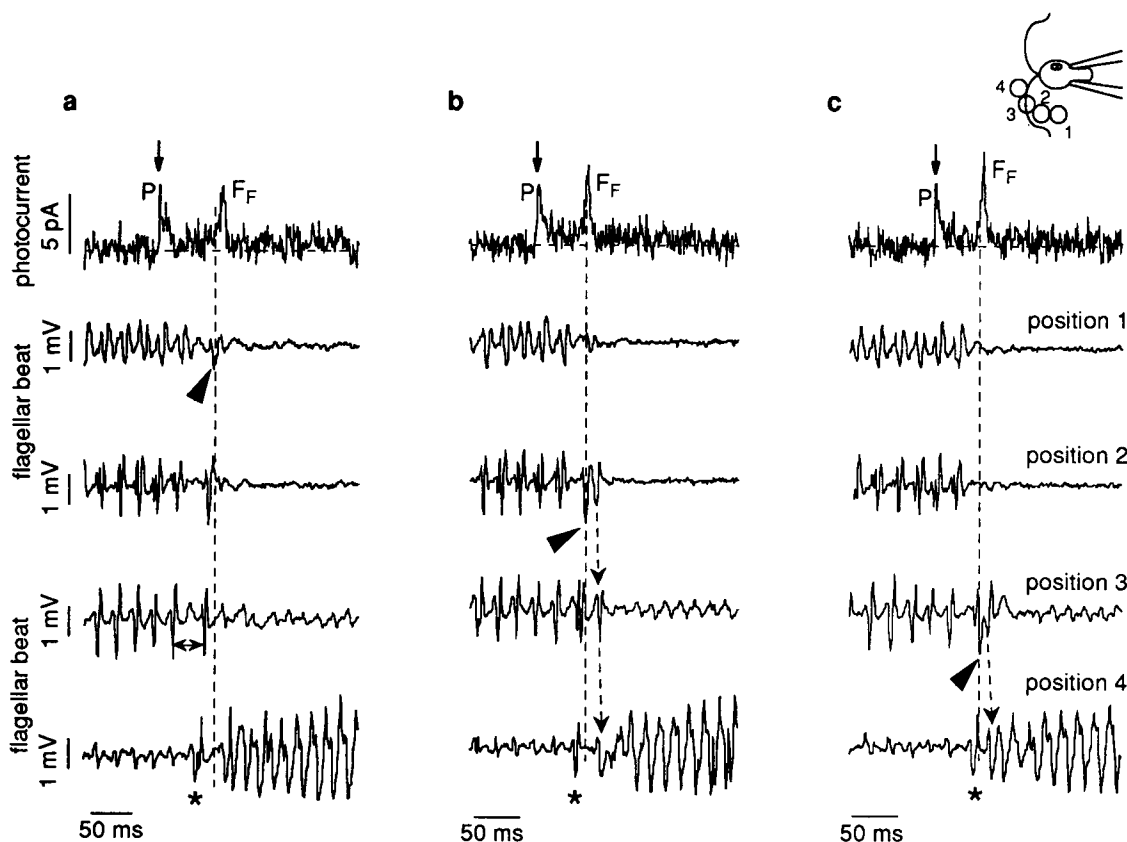 a
b
c
4
3
2
1
P
F_F
P
F_F
P
F_F
photocurrent
5 pA
flagellar beat
1 mV
position 1
1 mV
position 2
flagellar beat
1 mV
position 3
1 mV
position 4
*
*
*
50 ms
50 ms
50 ms